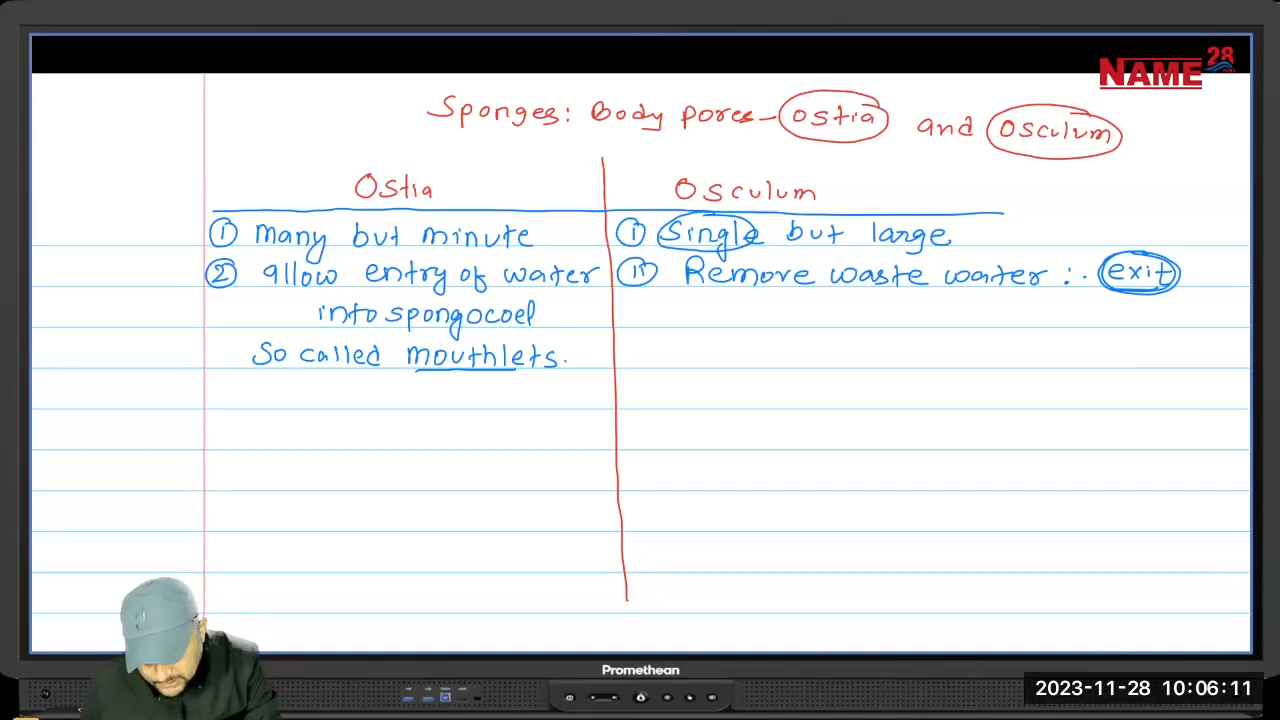 NAME 28
Sponges: Body pores - Ostia and Osculum
Ostia
Osculum
① Many but minute
② allow entry of water
into spongocoel
So called mouthlets.
① Single but large
② Remove waste water :. exit
Promethean
2023-11-28 10:06:11